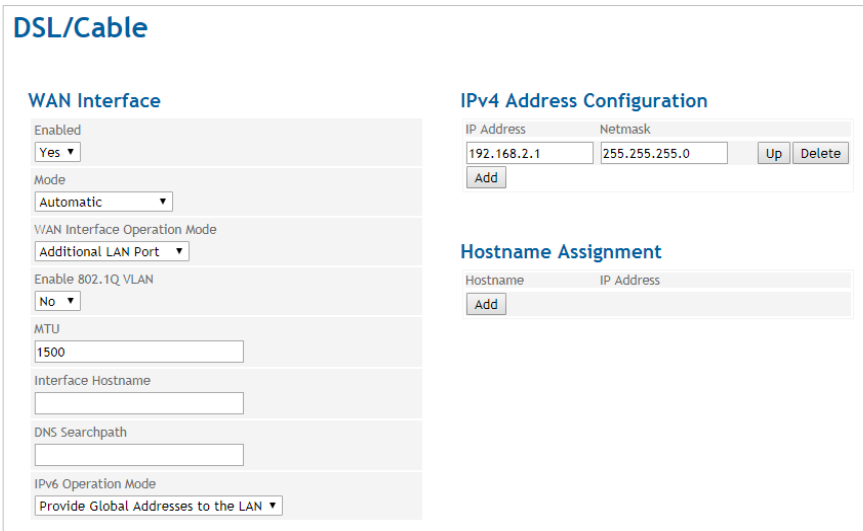 DSL/Cable
WAN Interface
Enabled
Yes
Mode
Automatic
WAN Interface Operation Mode
Additional LAN Port
Enable 802.1Q VLAN
No
MTU
1500
Interface Hostname
DNS Searchpath
IPv6 Operation Mode
Provide Global Addresses to the LAN
IPv4 Address Configuration
IP Address Netmask
192.168.2.1 255.255.255.0 Up Delete
Add
Hostname Assignment
Hostname IP Address
Add